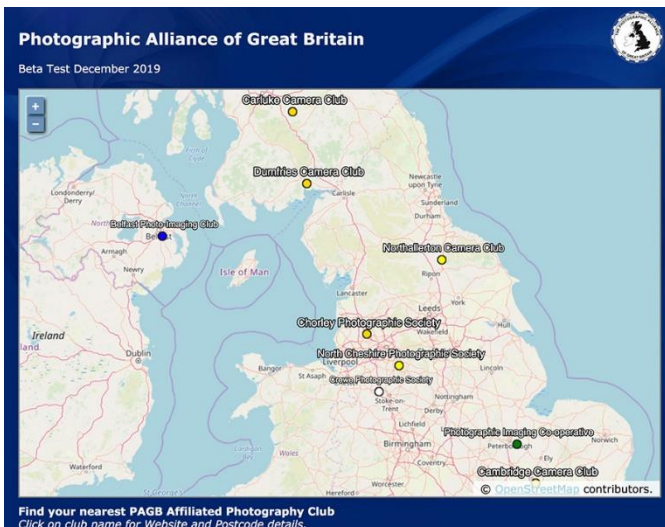 Photographic Alliance of Great Britain
Beta Test December 2019
+
−
Carluke Camera Club
Dumfries Camera Club
Carlisle
Newcastle
upon Tyne
Sunderland
Durham
Londonderry/
Derry
Belfast Photo-Imaging Club
Belfast
Armagh
Newry
Isle of Man
Northallerton Camera Club
Ripon
Lancaster
York
Leeds
Chorley Photographic Society
Wakefield
Hull
North Cheshire Photographic Society
Liverpool
Ireland
Dublin
Bangor
St Asaph
Lincoln
Crewe Photographic Society
Stoke-on-
Trent
Nottingham
Derby
Lichfield
Photographic Imaging Co-operative
Peterborough
Norwich
Wales
Birmingham
Coventry
Ely
Cambridge Camera Club
Waterford
Worcester
Hereford
St George's
© OpenStreetMap contributors.
Find your nearest PAGB Affiliated Photography Club
Click on club name for Website and Postcode details.